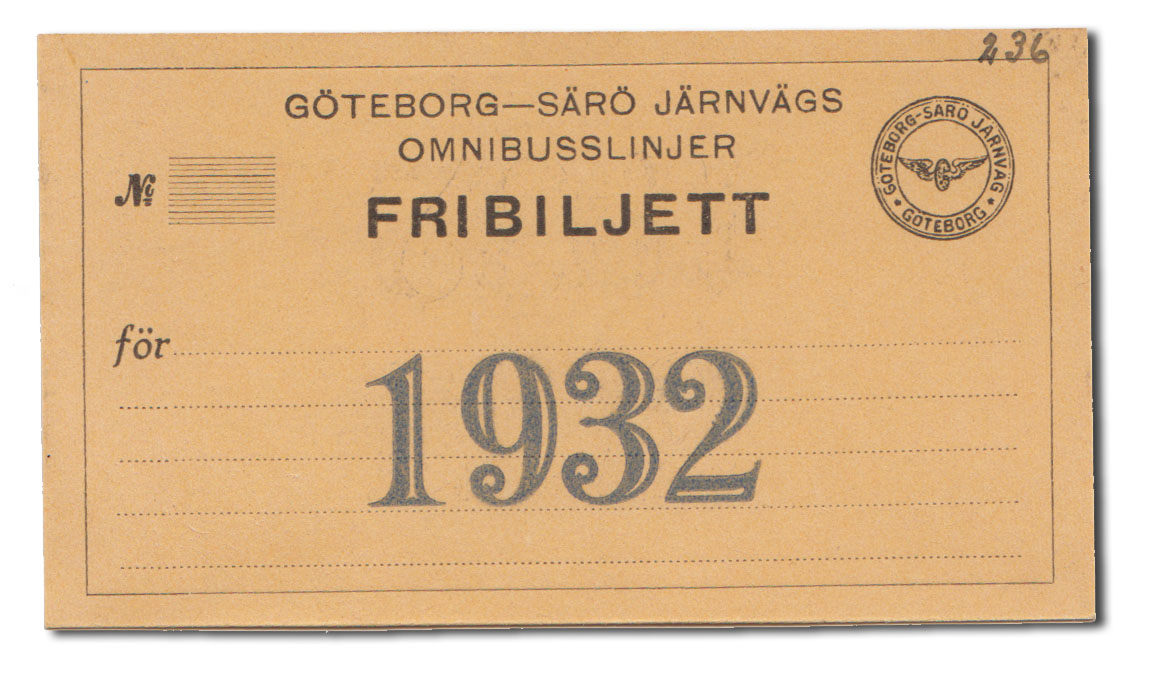 236
GÖTEBORG—SÄRÖ JÄRNVÄGS
OMNIBUSSLINJER
№
FRIBILJETT
GÖTEBORG-SÄRÖ JÄRNVÄG
* GÖTEBORG *
för
1932